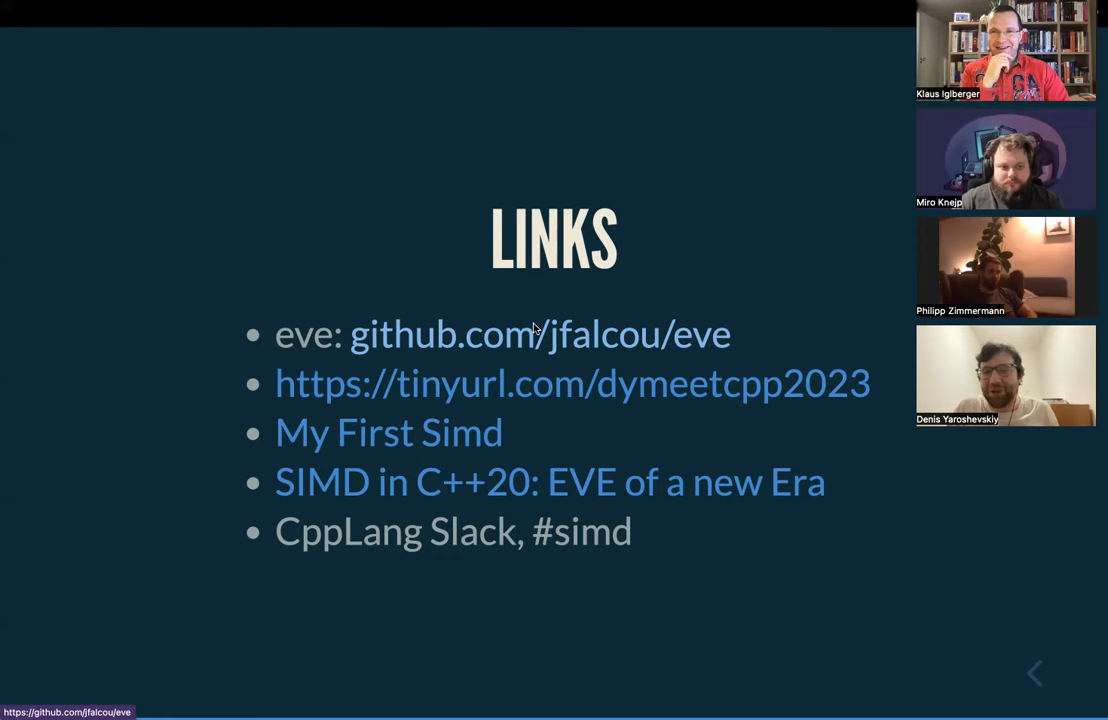 LINKS
eve: github.com/jfalcou/eve
https://tinyurl.com/dymeetcpp2023
My First Simd
SIMD in C++20: EVE of a new Era
CppLang Slack, #simd
Klaus Iglberger
Miro Knejp
Philipp Zimmermann
Denis Yaroshevskiy
https://github.com/jfalcou/eve